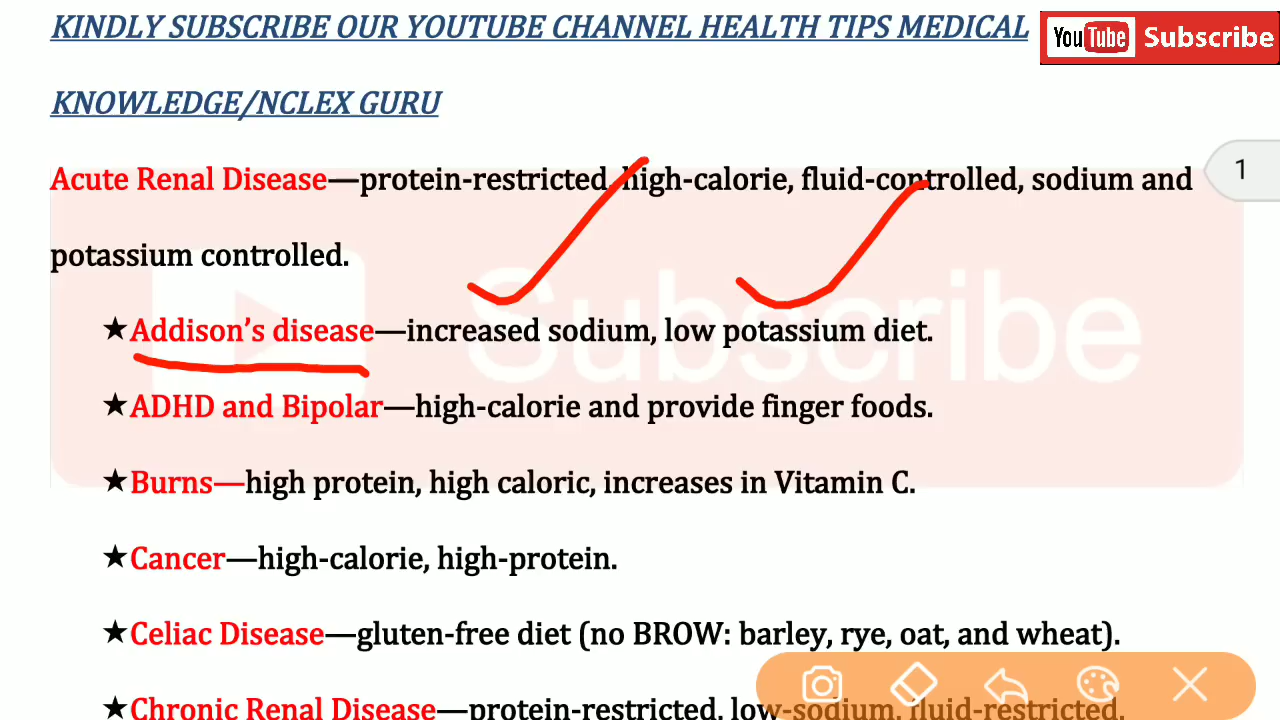 KINDLY SUBSCRIBE OUR YOUTUBE CHANNEL HEALTH TIPS MEDICAL
YouTube Subscribe
KNOWLEDGE/NCLEX GURU
Acute Renal Disease—protein-restricted, high-calorie, fluid-controlled, sodium and
1
potassium controlled.
★Addison's disease—increased sodium, low potassium diet.
Subscribe
★ADHD and Bipolar—high-calorie and provide finger foods.
★Burns—high protein, high caloric, increases in Vitamin C.
★Cancer—high-calorie, high-protein.
★Celiac Disease—gluten-free diet (no BROW: barley, rye, oat, and wheat).
★Chronic Renal Disease—protein-restricted, low-sodium, fluid-restricted,